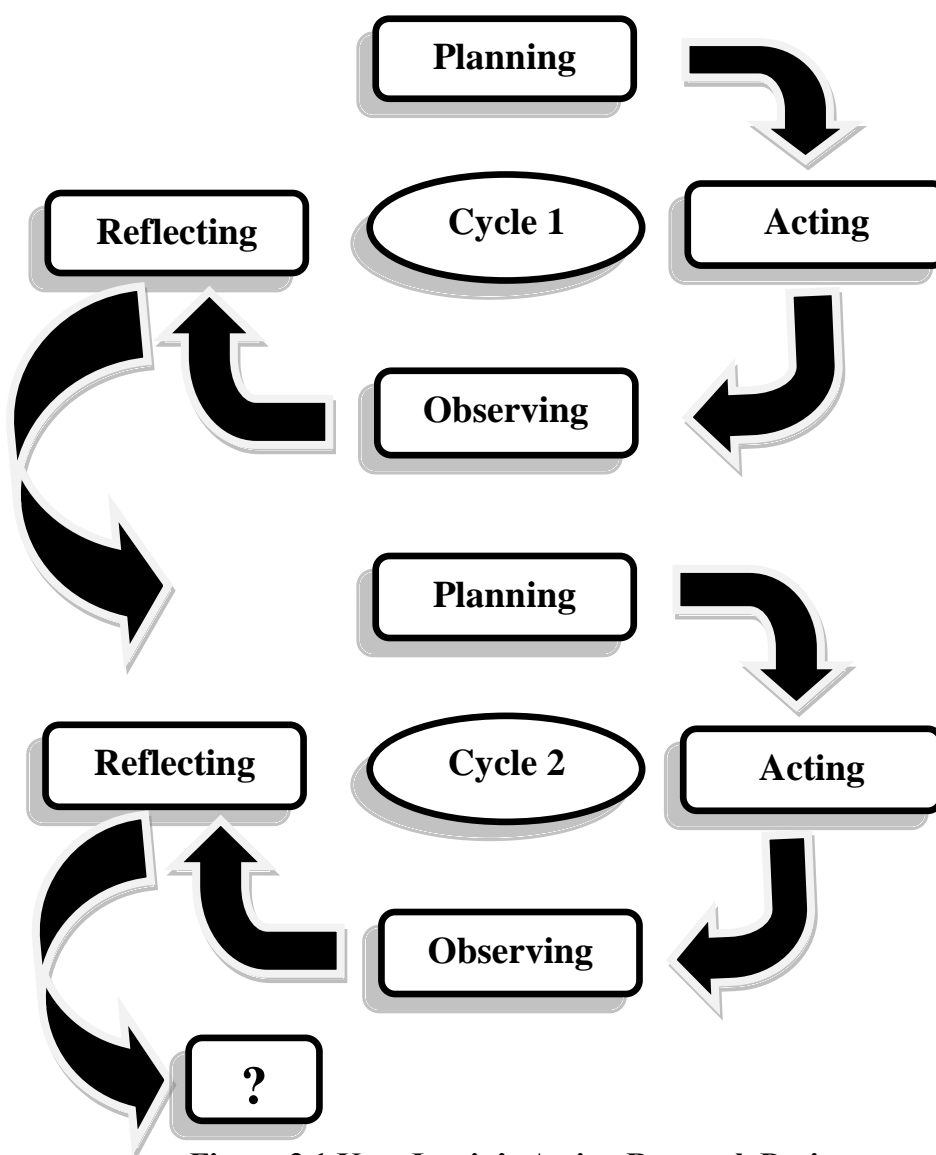 Planning
Reflecting
Cycle 1
Acting
Observing
Planning
Reflecting
Cycle 2
Acting
Observing
?